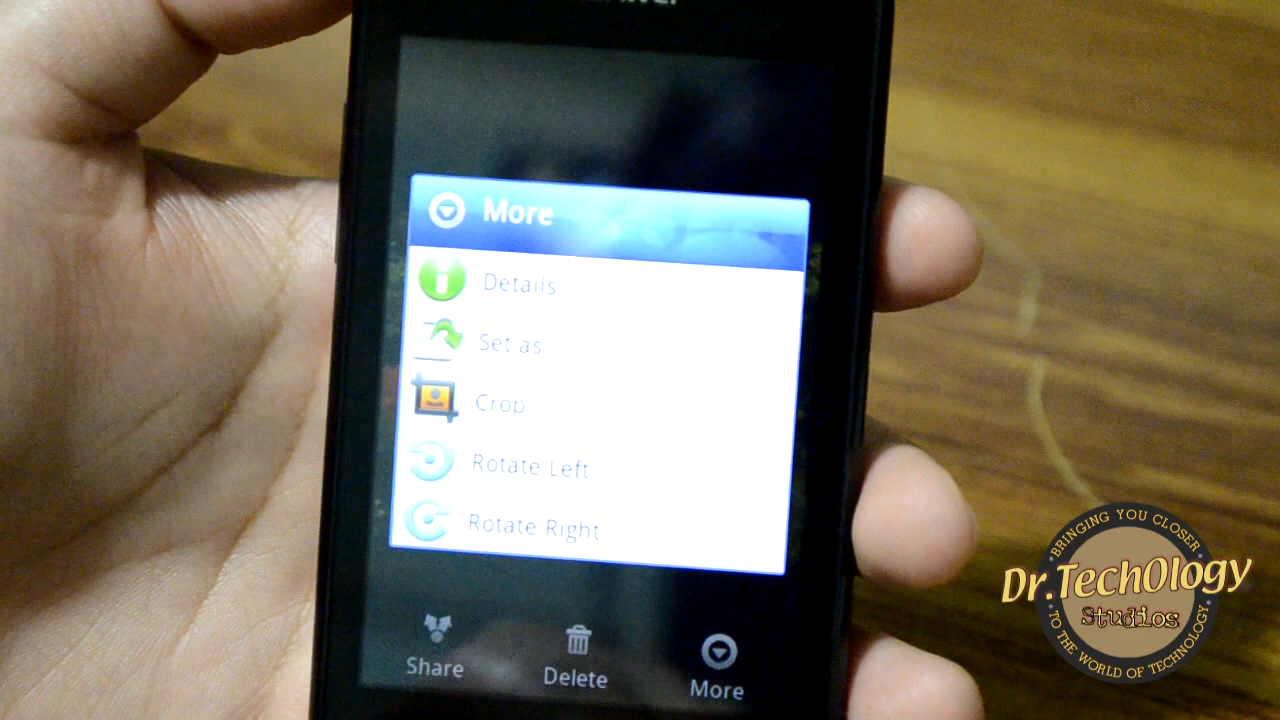 More
Details
Set as
Crop
Rotate Left
Rotate Right
Share
Delete
More
BRINGING YOU CLOSER
Dr.TechOlogy
Studios
TO THE WORLD OF TECHNOLOGY